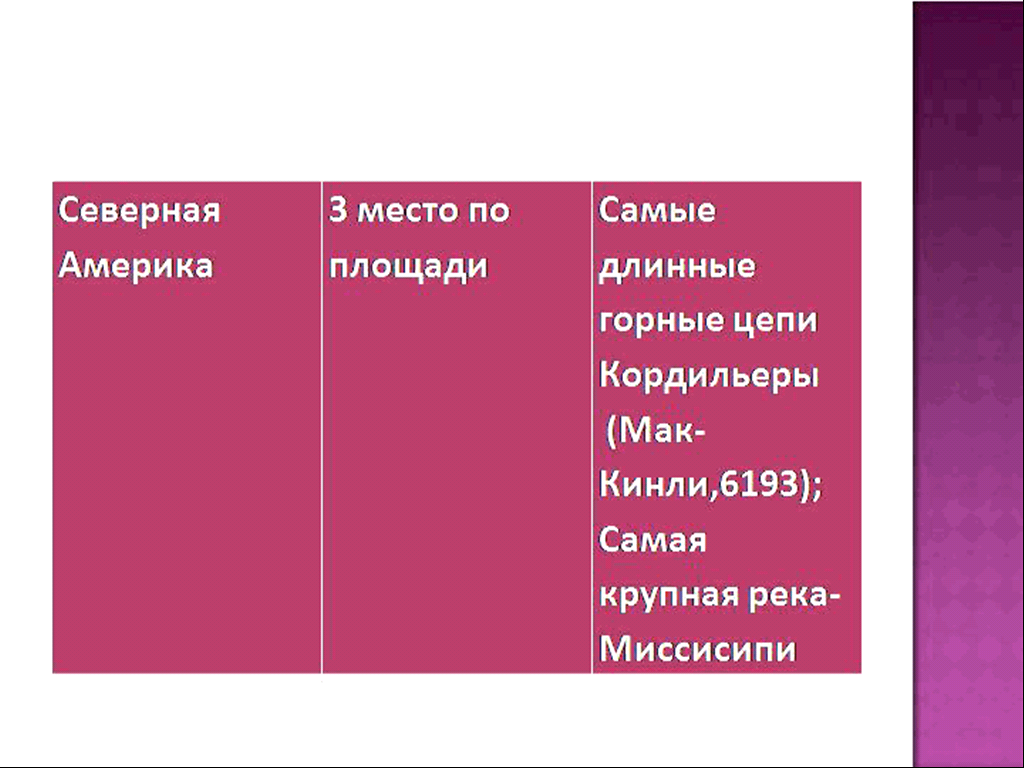 Северная
Америка
3 место по
площади
Самые
длинные
горные цепи
Кордильеры
(Мак-
Кинли,6193);
Самая
крупная река-
Миссисипи